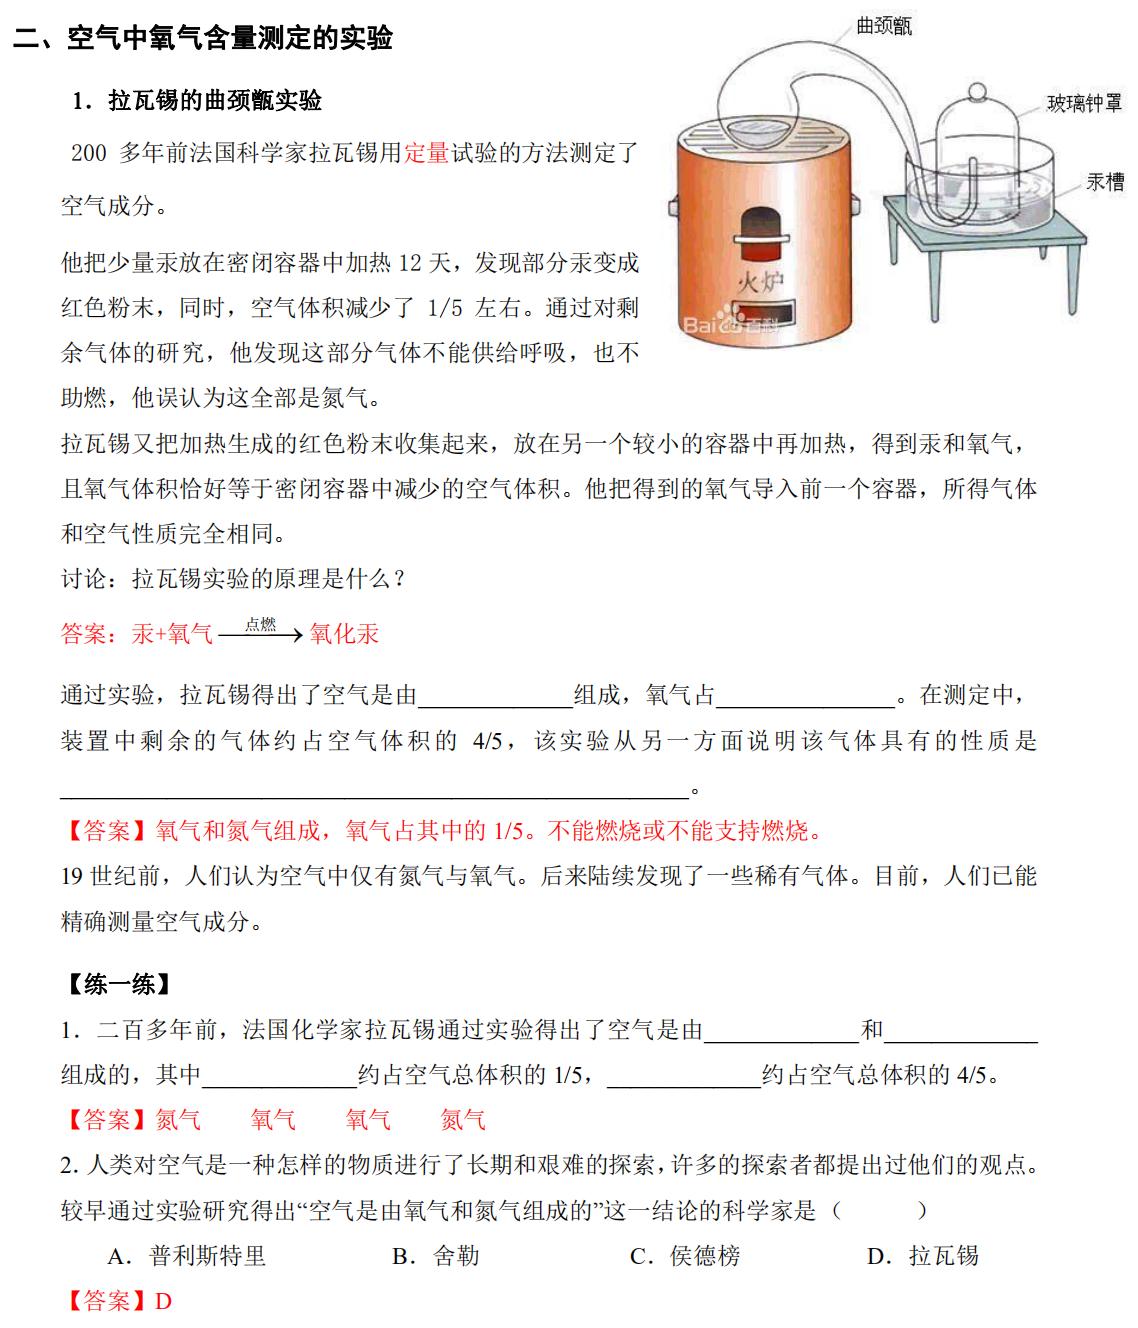 二、空气中氧气含量测定的实验
1．拉瓦锡的曲颈甑实验
200 多年前法国科学家拉瓦锡用定量试验的方法测定了
空气成分。
他把少量汞放在密闭容器中加热 12 天，发现部分汞变成
红色粉末，同时，空气体积减少了 1/5 左右。通过对剩
余气体的研究，他发现这部分气体不能供给呼吸，也不
助燃，他误认为这全部是氮气。
曲颈甑
玻璃钟罩
汞槽
火炉
Bai 百科
拉瓦锡又把加热生成的红色粉末收集起来，放在另一个较小的容器中再加热，得到汞和氧气，
且氧气体积恰好等于密闭容器中减少的空气体积。他把得到的氧气导入前一个容器，所得气体
和空气性质完全相同。
讨论：拉瓦锡实验的原理是什么？
答案：汞+氧气 点燃→ 氧化汞
通过实验，拉瓦锡得出了空气是由_____________组成，氧气占_______________。在测定中，
装置中剩余的气体约占空气体积的 4/5，该实验从另一方面说明该气体具有的性质是
_____________________________________________________。
【答案】氧气和氮气组成，氧气占其中的 1/5。不能燃烧或不能支持燃烧。
19 世纪前，人们认为空气中仅有氮气与氧气。后来陆续发现了一些稀有气体。目前，人们已能
精确测量空气成分。
【练一练】
1．二百多年前，法国化学家拉瓦锡通过实验得出了空气是由_____________和_____________
组成的，其中_____________约占空气总体积的 1/5，_____________约占空气总体积的 4/5。
【答案】氮气 氧气 氧气 氮气
2．人类对空气是一种怎样的物质进行了长期和艰难的探索，许多的探索者都提出过他们的观点。
较早通过实验研究得出“空气是由氧气和氮气组成的”这一结论的科学家是（ ）
A．普利斯特里 B．舍勒 C．侯德榜 D．拉瓦锡
【答案】D